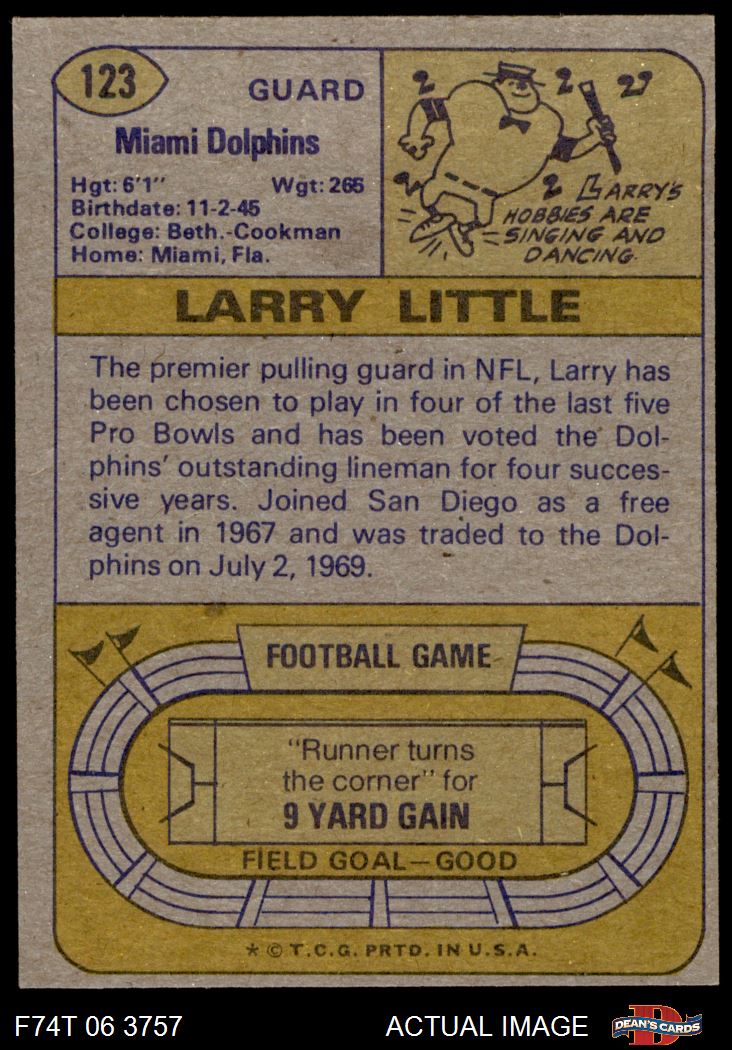 123
GUARD
Miami Dolphins
Hgt: 6'1" Wgt: 265
Birthdate: 11-2-45
College: Beth.-Cookman
Home: Miami, Fla.
LARRY'S
HOBBIES ARE
SINGING AND
DANCING.
LARRY LITTLE
The premier pulling guard in NFL, Larry has
been chosen to play in four of the last five
Pro Bowls and has been voted the Dol-
phins' outstanding lineman for four succes-
sive years. Joined San Diego as a free
agent in 1967 and was traded to the Dol-
phins on July 2, 1969.
FOOTBALL GAME
"Runner turns
the corner" for
9 YARD GAIN
FIELD GOAL—GOOD
* © T.C.G. PRTD. IN U.S.A.
F74T 06 3757 ACTUAL IMAGE
DEAN'S CARDS